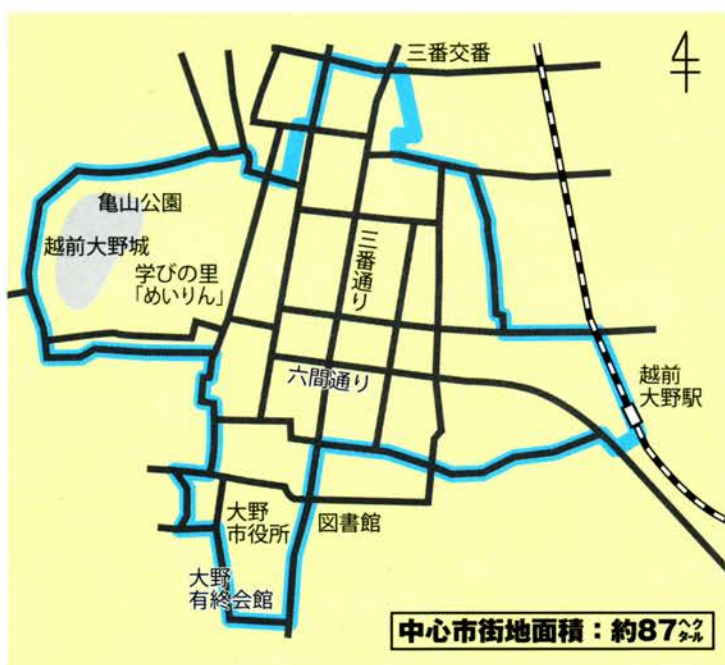 三番交番
亀山公園
越前大野城
学びの里
「めいりん」
三番通り
六間通り
越前
大野駅
大野
市役所
図書館
大野
有終会館
中心市街地面積：約87ヘクタール